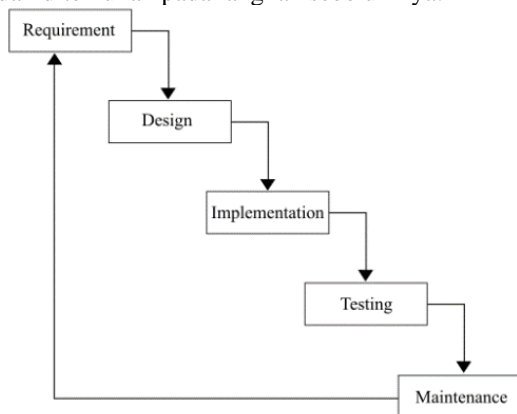 Requirement
Design
Implementation
Testing
Maintenance